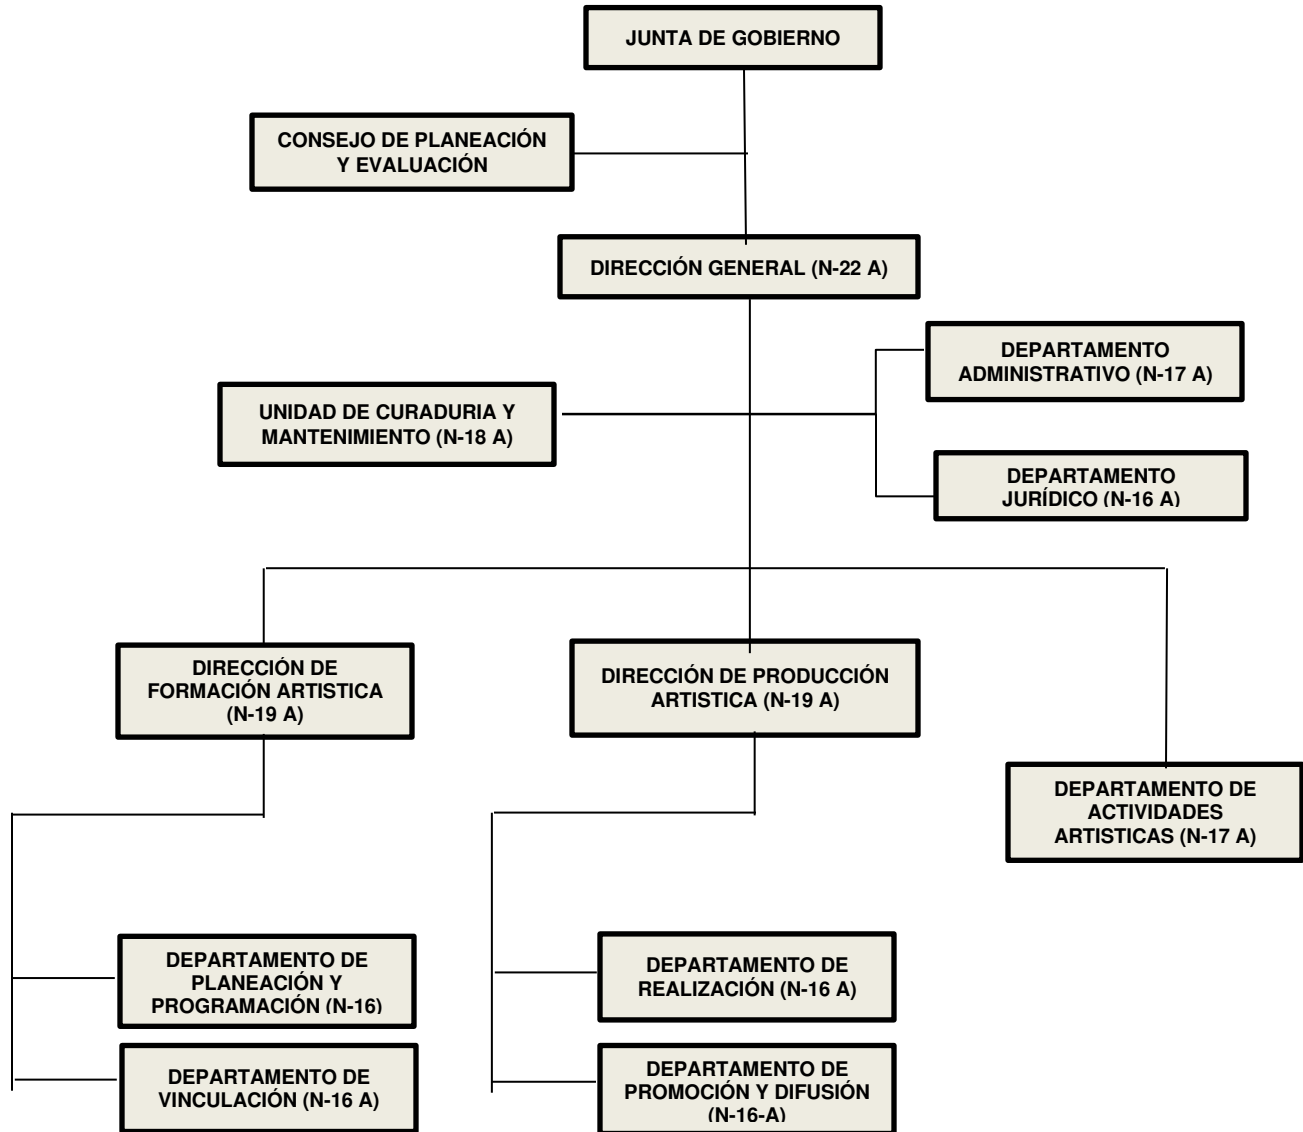 JUNTA DE GOBIERNO
CONSEJO DE PLANEACIÓN
Y EVALUACIÓN
DIRECCIÓN GENERAL (N-22 A)
DEPARTAMENTO
ADMINISTRATIVO (N-17 A)
UNIDAD DE CURADURIA Y
MANTENIMIENTO (N-18 A)
DEPARTAMENTO
JURÍDICO (N-16 A)
DIRECCIÓN DE
FORMACIÓN ARTISTICA
(N-19 A)
DIRECCIÓN DE PRODUCCIÓN
ARTISTICA (N-19 A)
DEPARTAMENTO DE
ACTIVIDADES
ARTISTICAS (N-17 A)
DEPARTAMENTO DE
PLANEACIÓN Y
PROGRAMACIÓN (N-16)
DEPARTAMENTO DE
REALIZACIÓN (N-16 A)
DEPARTAMENTO DE
VINCULACIÓN (N-16 A)
DEPARTAMENTO DE
PROMOCIÓN Y DIFUSIÓN
(N-16-A)